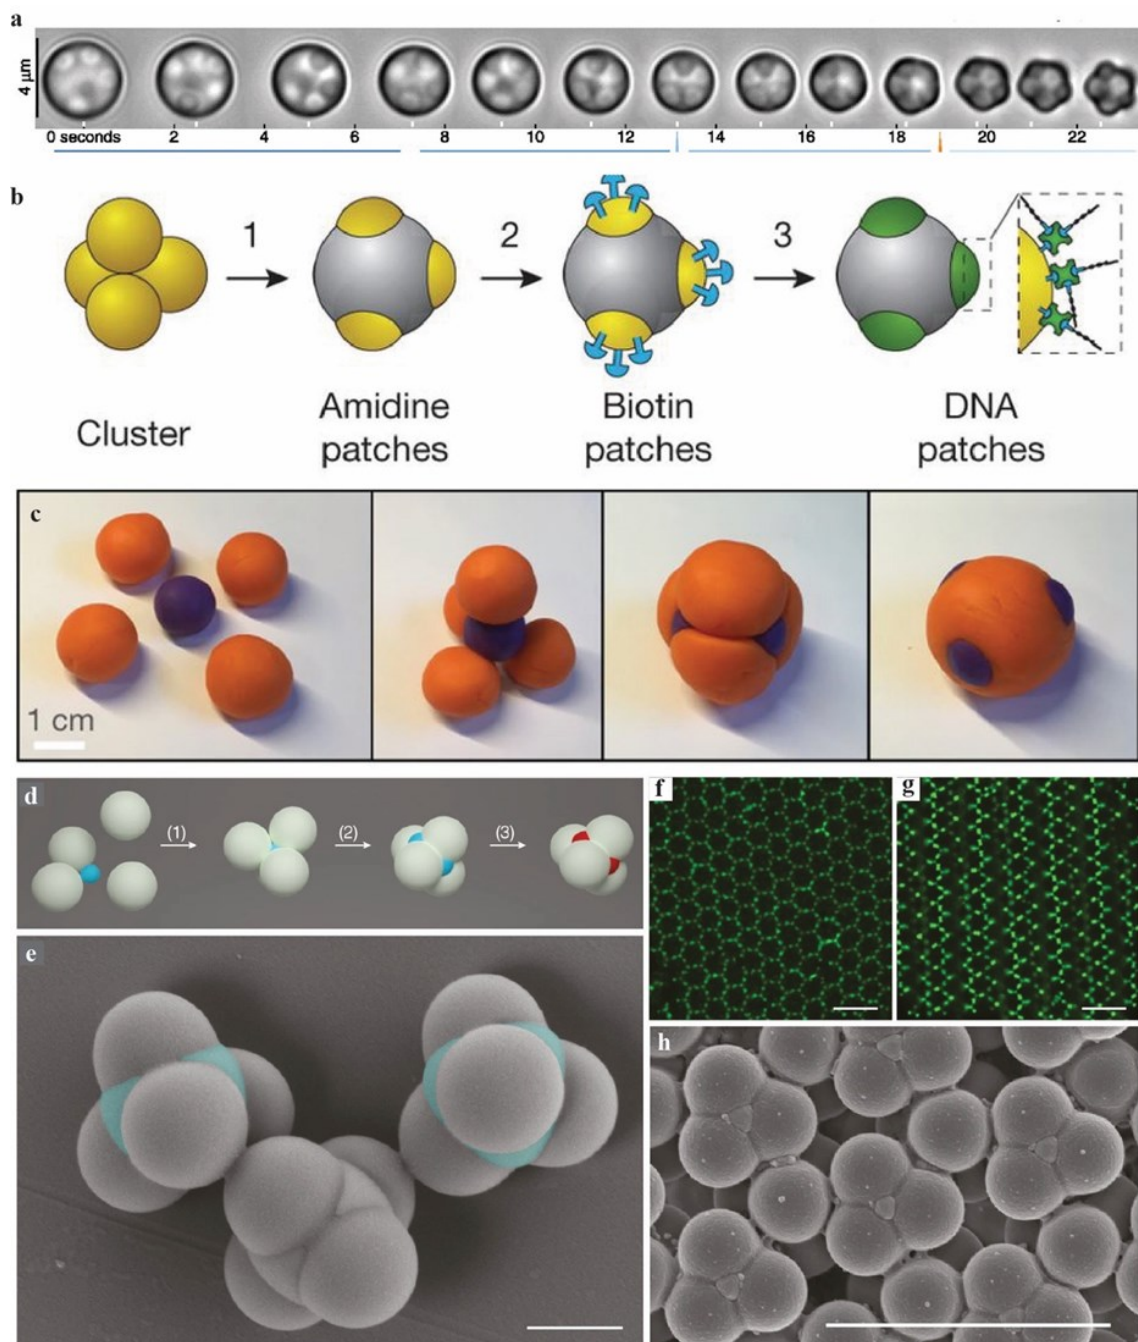 a
4 μm
0 seconds 2 4 6 8 10 12 14 16 18 20 22
b
1 2 3
Cluster
Amidine
patches
Biotin
patches
DNA
patches
c
1 cm
d
(1) (2) (3)
e
f
g
h